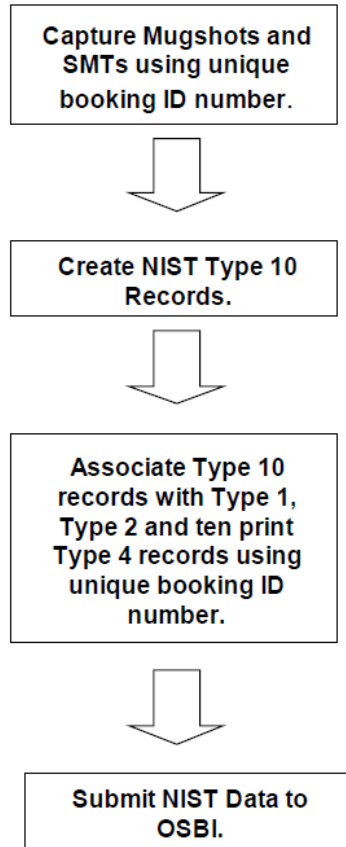 Capture Mugshots and
SMTs using unique
booking ID number.
Create NIST Type 10
Records.
Associate Type 10
records with Type 1,
Type 2 and ten print
Type 4 records using
unique booking ID
number.
Submit NIST Data to
OSBI.